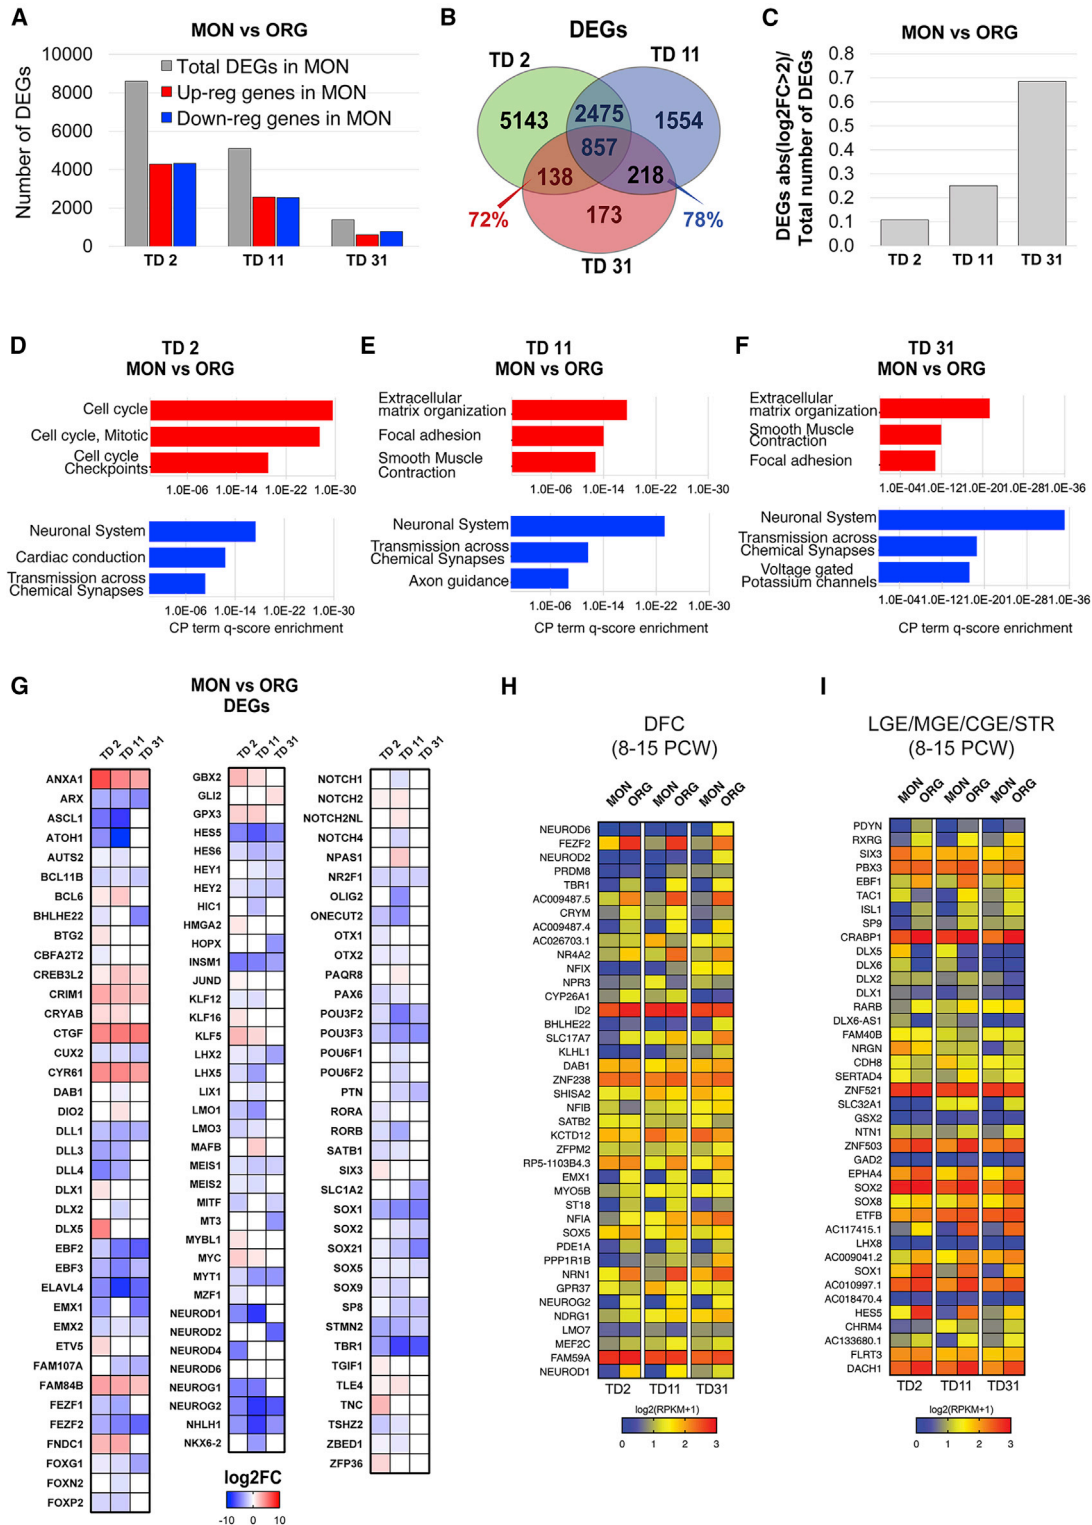 A
MON vs ORG
10000
8000
6000
4000
2000
0
Number of DEGs
Total DEGs in MON
Up-reg genes in MON
Down-reg genes in MON
TD 2
TD 11
TD 31
B
DEGs
TD 2
TD 11
5143
2475
1554
857
138
218
72%
173
78%
TD 31
C
MON vs ORG
DEGs abs(log2FC>2)/
Total number of DEGs
0.8
0.7
0.6
0.5
0.4
0.3
0.2
0.1
0.0
TD 2
TD 11
TD 31
D
TD 2
MON vs ORG
Cell cycle
Cell cycle, Mitotic
Cell cycle
Checkpoints
1.0E-06
1.0E-14
1.0E-22
1.0E-30
Neuronal System
Cardiac conduction
Transmission across
Chemical Synapses
1.0E-06
1.0E-14
1.0E-22
1.0E-30
CP term q-score enrichment
E
TD 11
MON vs ORG
Extracellular
matrix organization
Focal adhesion
Smooth Muscle
Contraction
1.0E-06
1.0E-14
1.0E-22
1.0E-30
Neuronal System
Transmission across
Chemical Synapses
Axon guidance
1.0E-06
1.0E-14
1.0E-22
1.0E-30
CP term q-score enrichment
F
TD 31
MON vs ORG
Extracellular
matrix organization
Smooth Muscle
Contraction
Focal adhesion
1.0E-04 1.0E-12 1.0E-20 1.0E-28 1.0E-36
Neuronal System
Transmission across
Chemical Synapses
Voltage gated
Potassium channels
1.0E-04 1.0E-12 1.0E-20 1.0E-28 1.0E-36
CP term q-score enrichment
G
MON vs ORG
DEGs
TD 2
TD 11
TD 31
ANXA1
ARX
ASCL1
ATOH1
AUTS2
BCL11B
BCL6
BHLHE22
BTG2
CBFA2T2
CREB3L2
CRIM1
CRYAB
CTGF
CUX2
CYR61
DAB1
DIO2
DLL1
DLL3
DLL4
DLX1
DLX2
DLX5
EBF2
EBF3
ELAVL4
EMX1
EMX2
ETV5
FAM107A
FAM84B
FEZF1
FEZF2
FNDC1
FOXG1
FOXN2
FOXP2
TD 2
TD 11
TD 31
GBX2
GLI2
GPX3
HES5
HES6
HEY1
HEY2
HIC1
HMGA2
HOPX
INSM1
JUND
KLF12
KLF16
KLF5
LHX2
LHX5
LIX1
LMO1
LMO3
MAFB
MEIS1
MEIS2
MITF
MT3
MYBL1
MYC
MYT1
MZF1
NEUROD1
NEUROD2
NEUROD4
NEUROD6
NEUROG1
NEUROG2
NHLH1
NKX6-2
log2FC
-10
0
10
TD 2
TD 11
TD 31
NOTCH1
NOTCH2
NOTCH2NL
NOTCH4
NPAS1
NR2F1
OLIG2
ONECUT2
OTX1
OTX2
PAQR8
PAX6
POU3F2
POU3F3
POU6F1
POU6F2
PTN
RORA
RORB
SATB1
SIX3
SLC1A2
SOX1
SOX2
SOX21
SOX5
SOX9
SP8
STMN2
TBR1
TGIF1
TLE4
TNC
TSHZ2
ZBED1
ZFP36
H
DFC
(8-15 PCW)
MON
ORG
MON
ORG
MON
ORG
NEUROD6
FEZF2
NEUROD2
PRDM8
TBR1
AC009487.5
CRYM
AC009487.4
AC026703.1
NR4A2
NFIX
NPR3
CYP26A1
ID2
BHLHE22
SLC17A7
KLHL1
DAB1
ZNF238
SHISA2
NFIB
SATB2
KCTD12
ZFPM2
RP5-1103B4.3
EMX1
MYO5B
ST18
NFIA
SOX5
PDE1A
PPP1R1B
NRN1
GPR37
NEUROG2
NDRG1
LMO7
MEF2C
FAM59A
NEUROD1
TD2
TD11
TD31
log2(RPKM+1)
0
1
2
3
I
LGE/MGE/CGE/STR
(8-15 PCW)
MON
ORG
MON
ORG
MON
ORG
PDYN
RXRG
SIX3
PBX3
EBF1
TAC1
ISL1
SP9
CRABP1
DLX5
DLX6
DLX2
DLX1
RARB
DLX6-AS1
FAM40B
NRGN
CDH8
SERTAD4
ZNF521
SLC32A1
GSX2
NTN1
ZNF503
GAD2
EPHA4
SOX2
SOX8
ETFB
AC117415.1
LHX8
AC009041.2
SOX1
AC010997.1
AC018470.4
HES5
CHRM4
AC133680.1
FLRT3
DACH1
TD2
TD11
TD31
log2(RPKM+1)
0
1
2
3